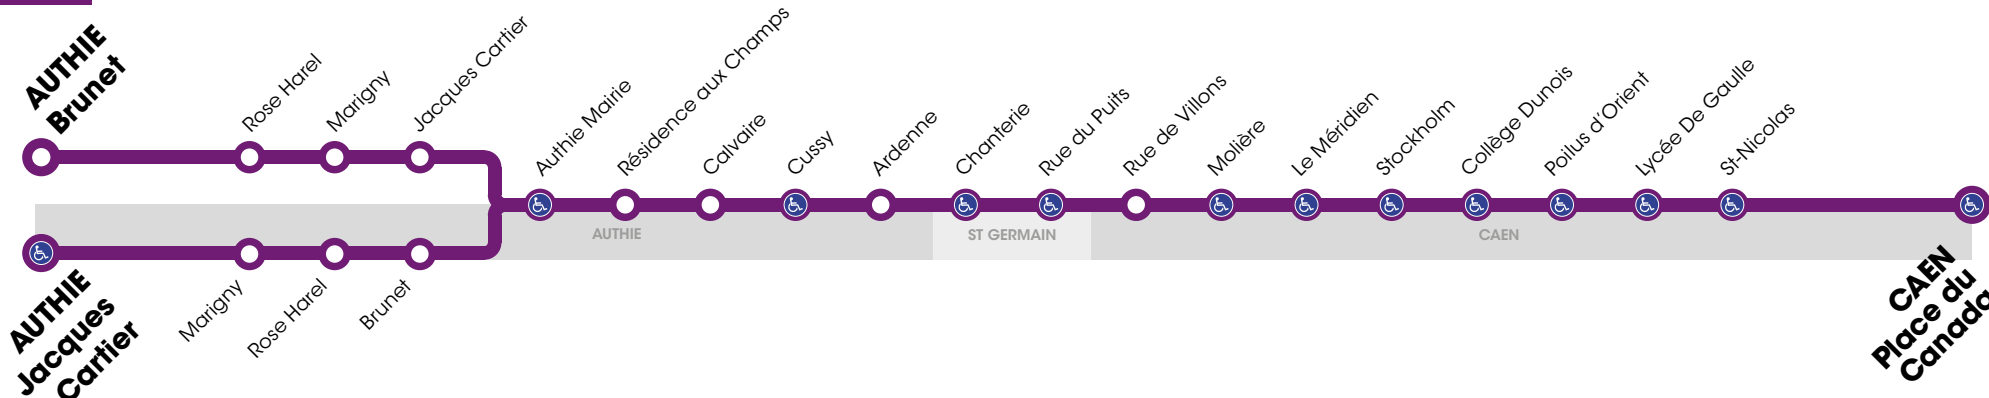 AUTHIE
Brunet
Rose Harel
Marigny
Jacques Cartier
Authie Mairie
Résidence aux Champs
Calvaire
Cussy
Ardenne
Chanterie
Rue du Puits
Rue de Villons
Molière
Le Méridien
Stockholm
Collège Dunois
Poilus d'Orient
Lycée De Gaulle
St-Nicolas
AUTHIE
ST GERMAIN
CAEN
AUTHIE
Jacques
Cartier
Marigny
Rose Harel
Brunet
CAEN
Place du
Canada